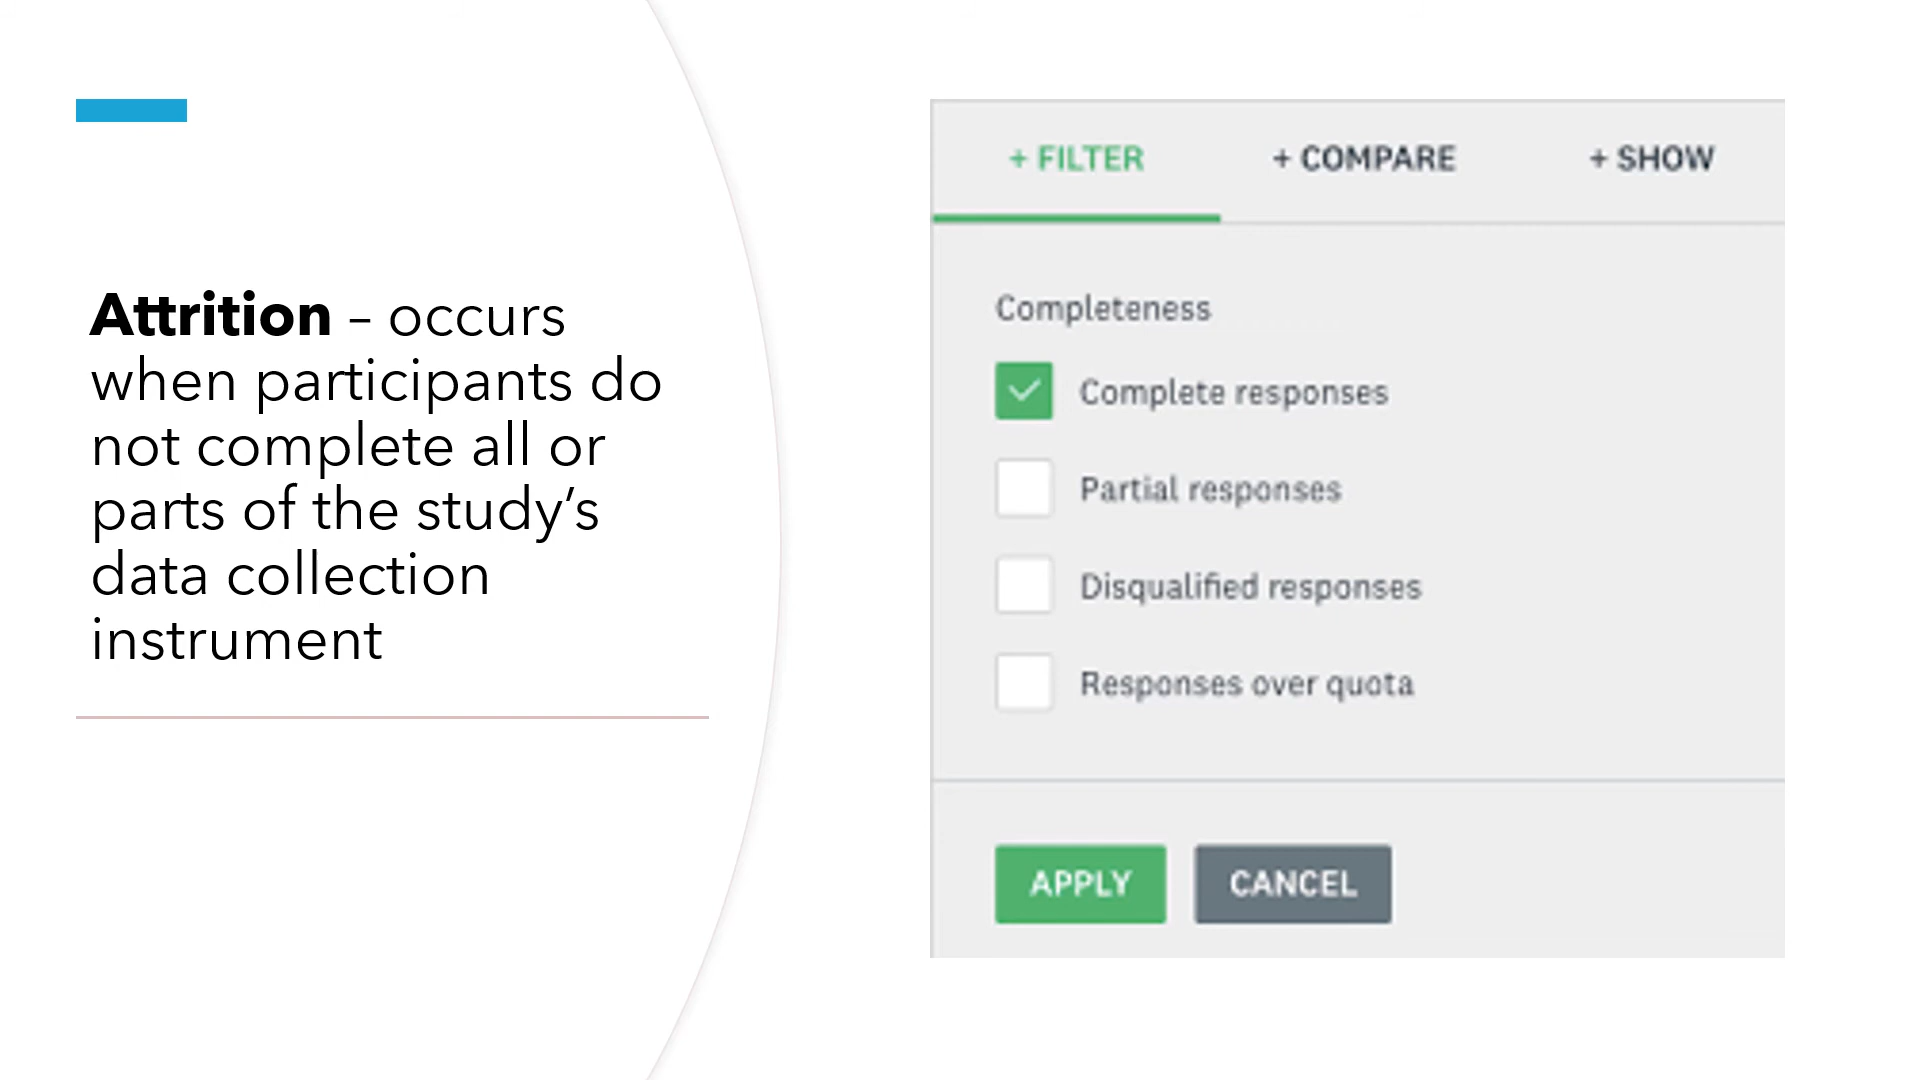 Attrition – occurs
when participants do
not complete all or
parts of the study’s
data collection
instrument
+ FILTER
+ COMPARE
+ SHOW
Completeness
Complete responses
Partial responses
Disqualified responses
Responses over quota
APPLY
CANCEL